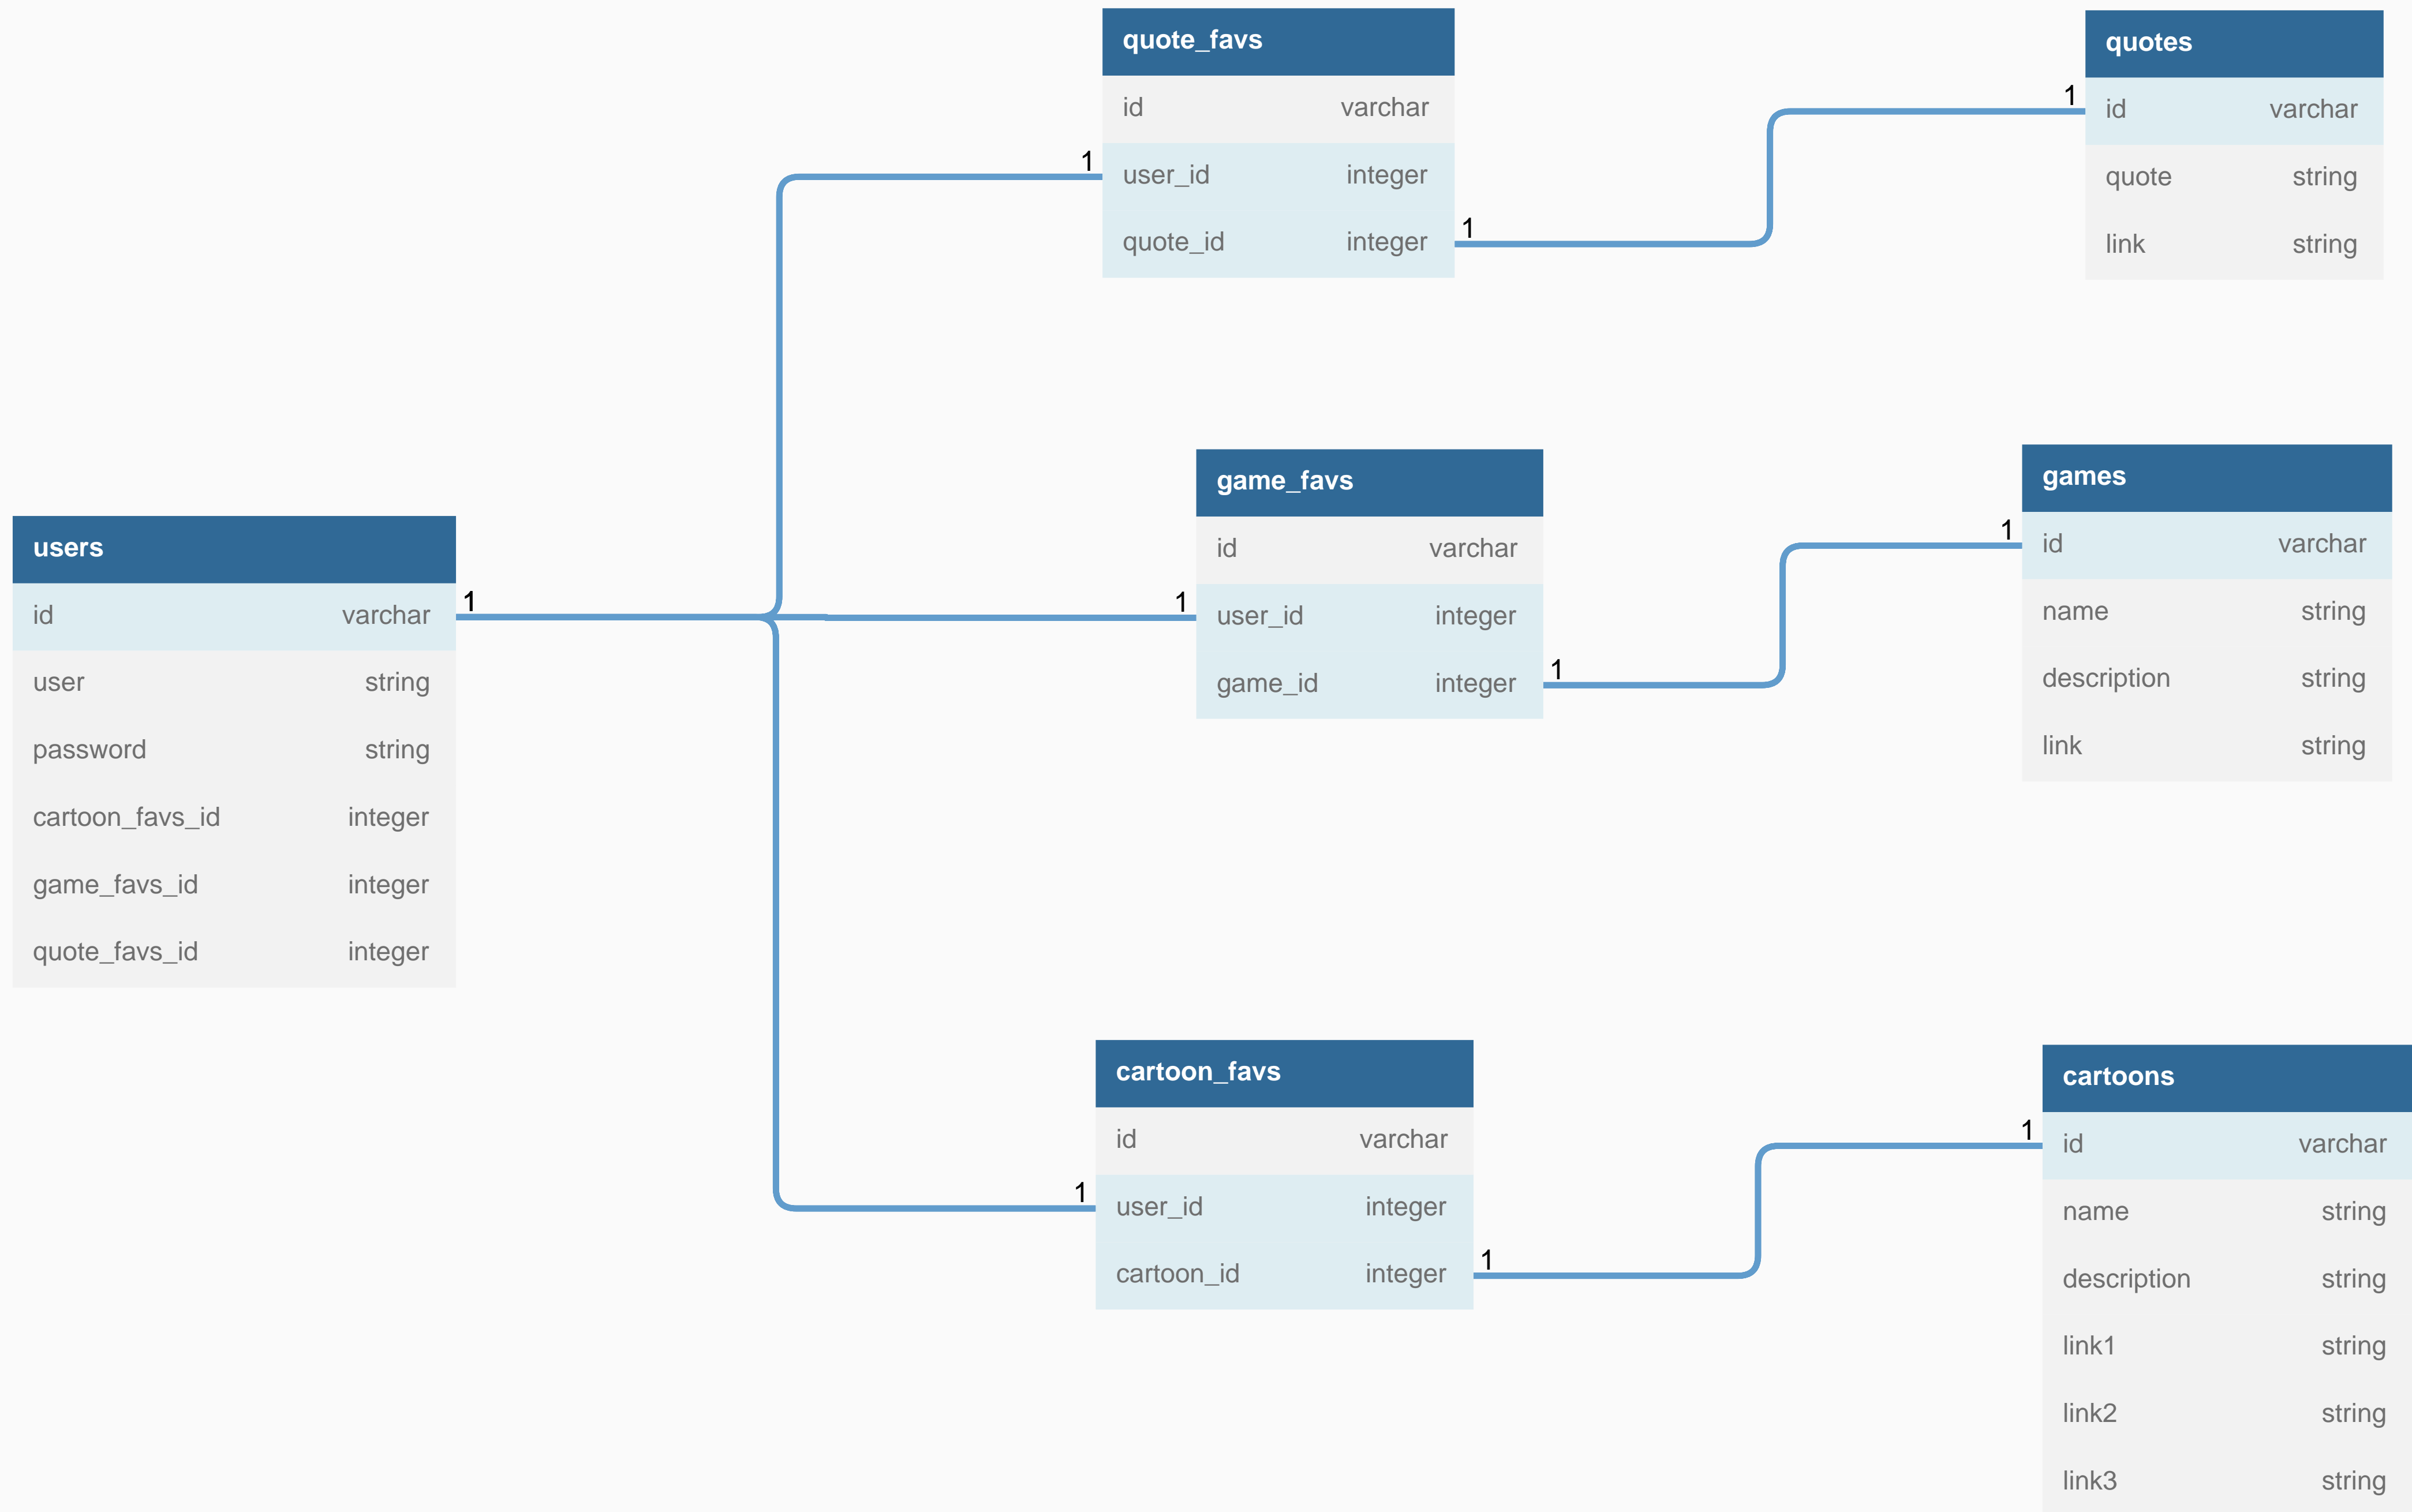 quote_favs
id varchar
1 user_id integer
quote_id integer 1
quotes
1 id varchar
quote string
link string
game_favs
id varchar
1 user_id integer
game_id integer 1
games
1 id varchar
name string
description string
link string
users
id varchar 1
user string
password string
cartoon_favs_id integer
game_favs_id integer
quote_favs_id integer
cartoon_favs
id varchar
1 user_id integer
cartoon_id integer 1
cartoons
1 id varchar
name string
description string
link1 string
link2 string
link3 string